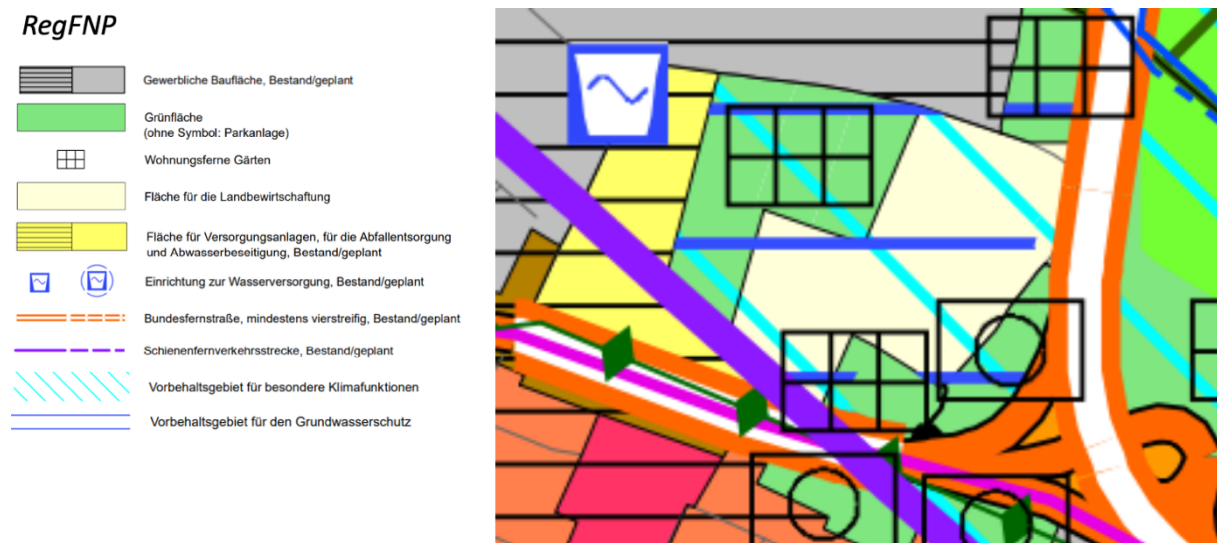 RegFNP
Gewerbliche Baufläche, Bestand/geplant
Grünfläche
(ohne Symbol: Parkanlage)
Wohnungsferne Gärten
Fläche für die Landbewirtschaftung
Fläche für Versorgungsanlagen, für die Abfallentsorgung
und Abwasserbeseitigung, Bestand/geplant
Einrichtung zur Wasserversorgung, Bestand/geplant
Bundesfernstraße, mindestens vierstreifig, Bestand/geplant
Schienenfernverkehrsstrecke, Bestand/geplant
Vorbehaltsgebiet für besondere Klimafunktionen
Vorbehaltsgebiet für den Grundwasserschutz